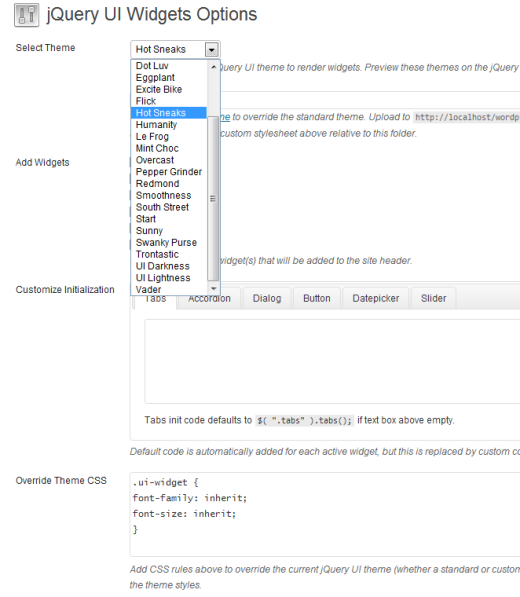 jQuery UI Widgets Options
Select Theme
Hot Sneaks
Dot Luv
Eggplant
Excite Bike
Flick
Hot Sneaks
Humanity
Le Frog
Mint Choc
Overcast
Pepper Grinder
Redmond
Smoothness
South Street
Start
Sunny
Swanky Purse
Trontastic
UI Darkness
UI Lightness
Vader
Query UI theme to render widgets. Preview these themes on the jQuery
to override the standard theme. Upload to http://localhost/wordp
custom stylesheet above relative to this folder.
Add Widgets
widget(s) that will be added to the site header.
Customize Initialization
Tabs Accordion Dialog Button Datepicker Slider
Tabs init code defaults to $( ".tabs" ).tabs(); if text box above empty.
Default code is automatically added for each active widget, but this is replaced by custom co
Override Theme CSS
.ui-widget {
font-family: inherit;
font-size: inherit;
}
Add CSS rules above to override the current jQuery UI theme (whether a standard or custom
the theme styles.